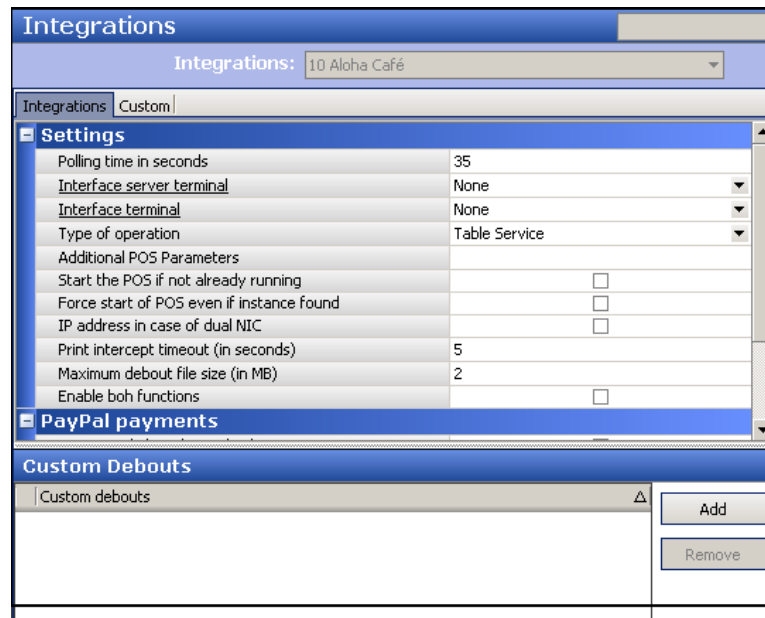 Integrations
Integrations: 10 Aloha Café
Integrations Custom
Settings
Polling time in seconds 35
Interface server terminal None
Interface terminal None
Type of operation Table Service
Additional POS Parameters
Start the POS if not already running
Force start of POS even if instance found
IP address in case of dual NIC
Print intercept timeout (in seconds) 5
Maximum debout file size (in MB) 2
Enable boh functions
PayPal payments
Custom Debouts
Custom debouts
Add
Remove